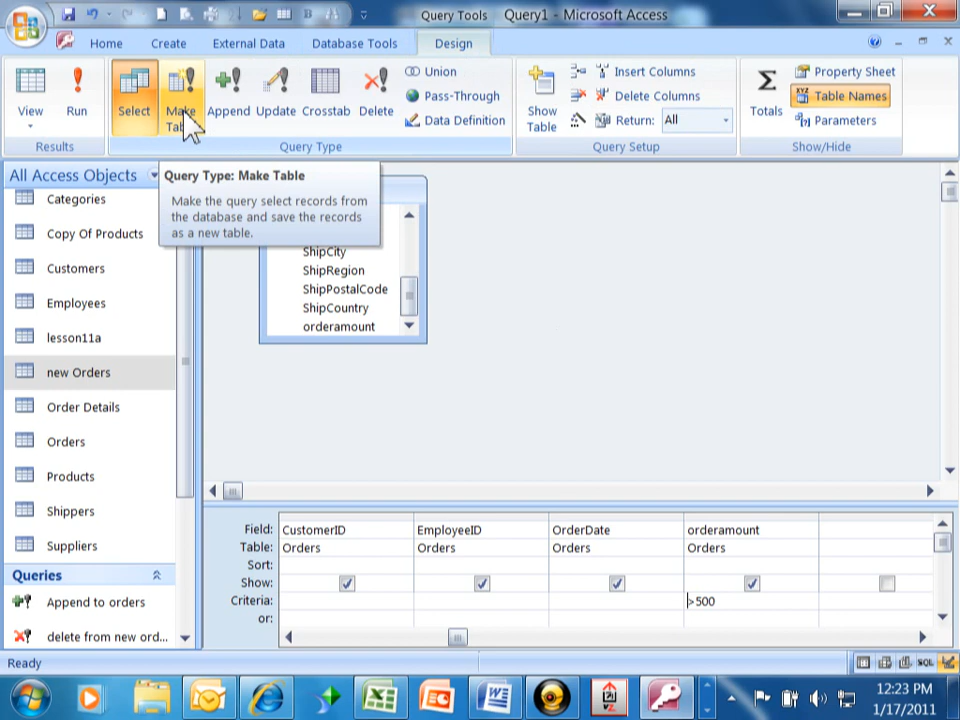 Query Tools Query1 - Microsoft Access
Home Create External Data Database Tools Design
View
Run
Select
Make Table
Append
Update
Crosstab
Delete
Union
Pass-Through
Data Definition
Show Table
Insert Columns
Delete Columns
Return: All
Totals
Property Sheet
XYZ Table Names
Parameters
Results Query Type Query Setup Show/Hide
All Access Objects
Categories
Copy Of Products
Customers
Employees
lesson11a
new Orders
Order Details
Orders
Products
Shippers
Suppliers
Queries
Append to orders
delete from new ord...
Query Type: Make Table
Make the query select records from
the database and save the records
as a new table.
ShipCity
ShipRegion
ShipPostalCode
ShipCountry
orderamount
Field: CustomerID EmployeeID OrderDate orderamount
Table: Orders Orders Orders Orders
Sort:
Show:
Criteria: >500
or:
Ready
SQL
12:23 PM
1/17/2011